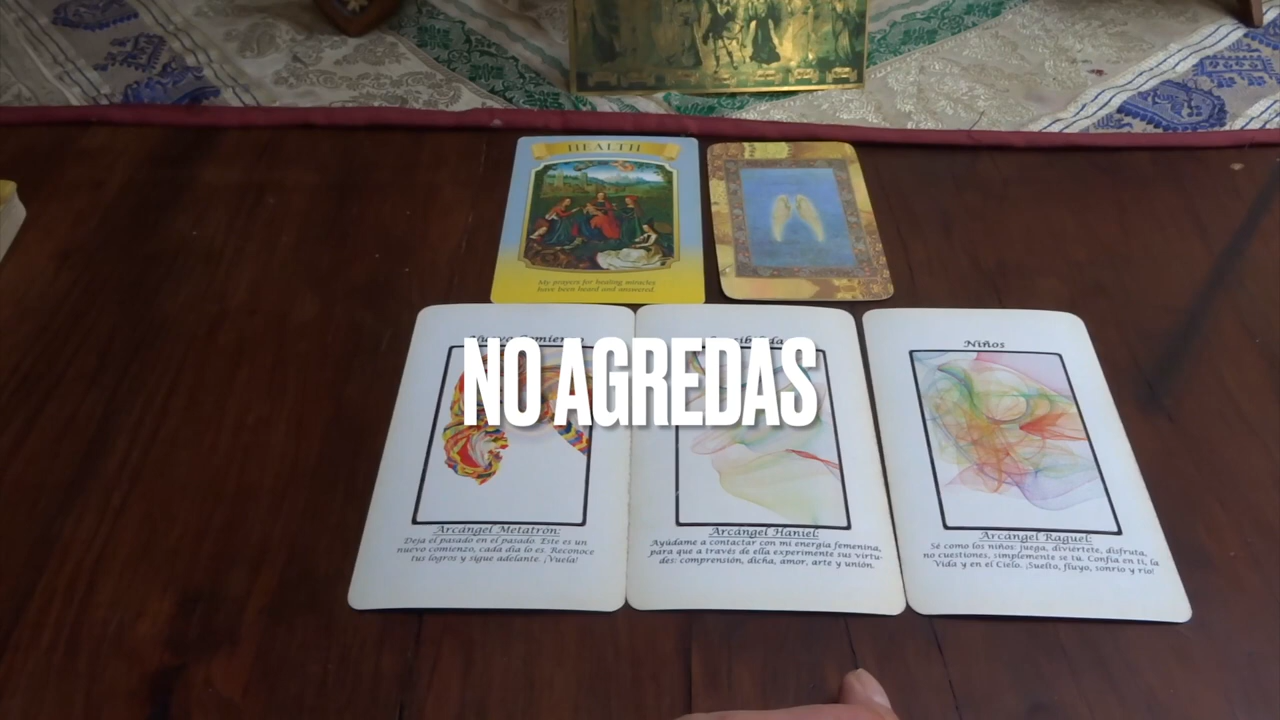 HEALTH
My prayers for healing miracles
have been heard and answered.
NO AGREDAS
Arcángel Metatrón:
Deja el pasado en el pasado. Este es un
nuevo comienzo, cada día lo es. Reconoce
tus logros y sigue adelante. ¡Vuela!
Arcángel Haniel:
Ayúdame a contactar con mi energía femenina,
para que a través de ella experimente sus virtu-
des: comprensión, dicha, amor, arte y unión.
Niños
Arcángel Raguel:
Sé como los niños: juega, diviértete, disfruta,
no cuestiones, simplemente se tú. Confía en ti, la
Vida y en el Cielo. ¡Suelto, fluyo, sonrío y río!